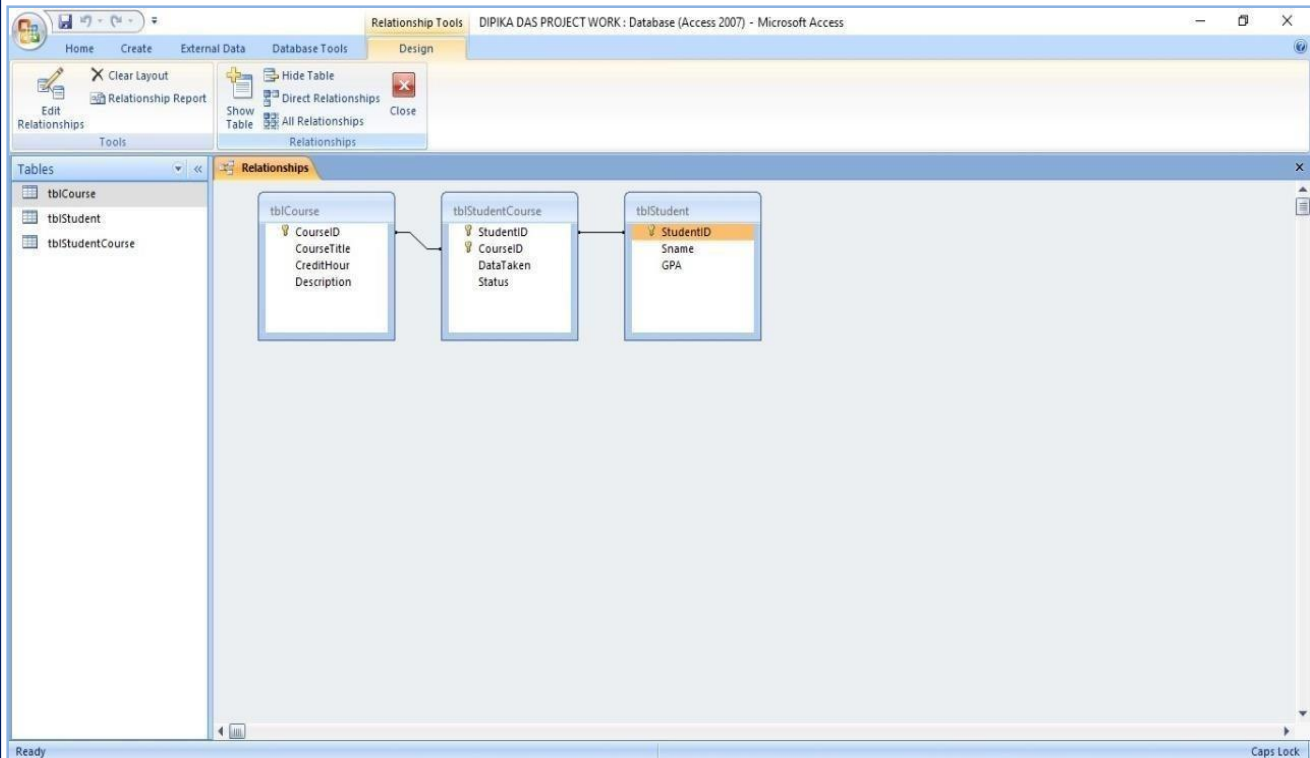 Relationship Tools DIPIKA DAS PROJECT WORK : Database (Access 2007) - Microsoft Access
Home Create External Data Database Tools Design
Edit Relationships
Clear Layout
Relationship Report
Tools
Show Table
Hide Table
Direct Relationships
All Relationships
Close
Relationships
Tables
tblCourse
tblStudent
tblStudentCourse
Relationships
tblCourse
CourseID
CourseTitle
CreditHour
Description
tblStudentCourse
StudentID
CourseID
DataTaken
Status
tblStudent
StudentID
Sname
GPA
Ready Caps Lock